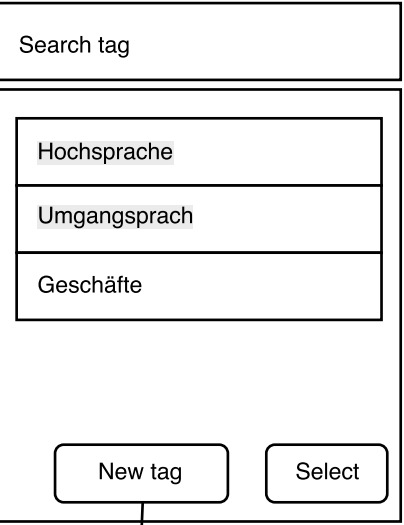 Search tag
Hochsprache
Umgangsprach
Geschäfte
New tag
Select